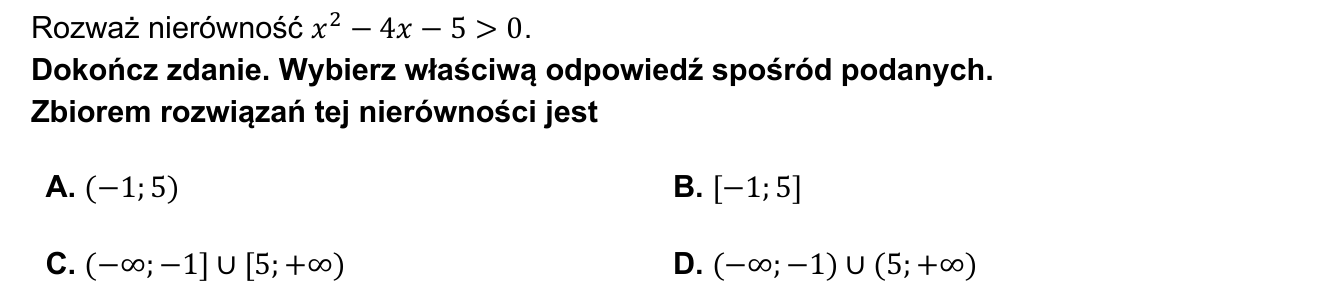 Rozważ nierówność x² − 4x − 5 > 0.
Dokończ zdanie. Wybierz właściwą odpowiedź spośród podanych.
Zbiorem rozwiązań tej nierówności jest
A. (−1; 5) B. [−1; 5]
C. (−∞; −1] ∪ [5; +∞) D. (−∞; −1) ∪ (5; +∞)